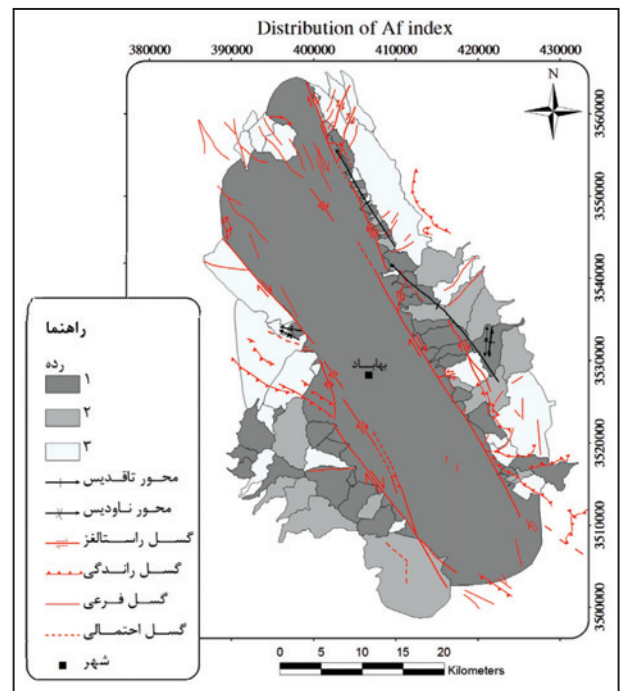 Distribution of Af index
380000 390000 400000 410000 420000 430000
N
3560000
3550000
3540000
3530000
3520000
3510000
3500000
بهاباد
راهنما
رده
۱
۲
۳
محور تاقدیس
محور ناودیس
گسل راستالغز
گسل راندگی
گسل فرعی
گسل احتمالی
شهر
0 5 10 15 20
Kilometers